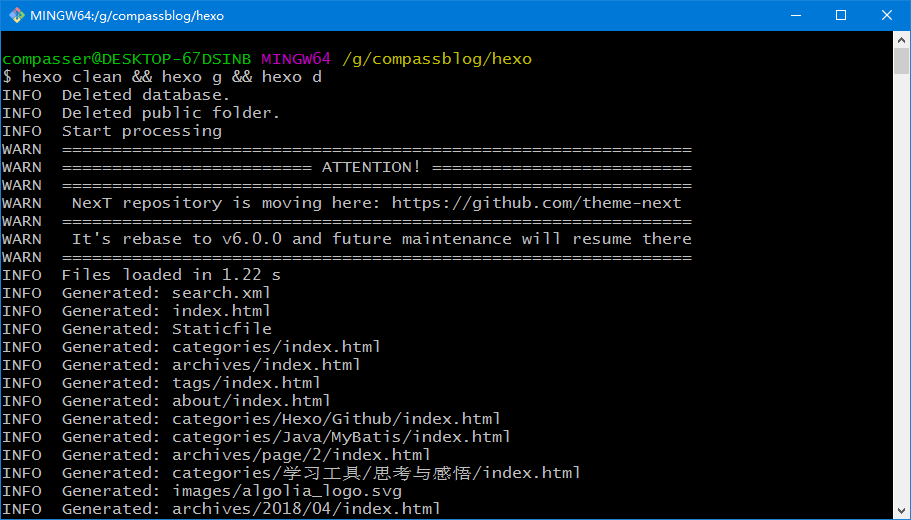 MINGW64:/g/compassblog/hexo
compasser@DESKTOP-67DSINB MINGW64 /g/compassblog/hexo
$ hexo clean && hexo g && hexo d
INFO  Deleted database.
INFO  Deleted public folder.
INFO  Start processing
WARN  ===============================================================
WARN  ========================= ATTENTION! ==========================
WARN  ===============================================================
WARN   NexT repository is moving here: https://github.com/theme-next
WARN  ===============================================================
WARN   It's rebase to v6.0.0 and future maintenance will resume there
WARN  ===============================================================
INFO  Files loaded in 1.22 s
INFO  Generated: search.xml
INFO  Generated: index.html
INFO  Generated: Staticfile
INFO  Generated: categories/index.html
INFO  Generated: archives/index.html
INFO  Generated: tags/index.html
INFO  Generated: about/index.html
INFO  Generated: categories/Hexo/Github/index.html
INFO  Generated: categories/Java/MyBatis/index.html
INFO  Generated: archives/page/2/index.html
INFO  Generated: categories/学习工具/思考与感悟/index.html
INFO  Generated: images/algolia_logo.svg
INFO  Generated: archives/2018/04/index.html